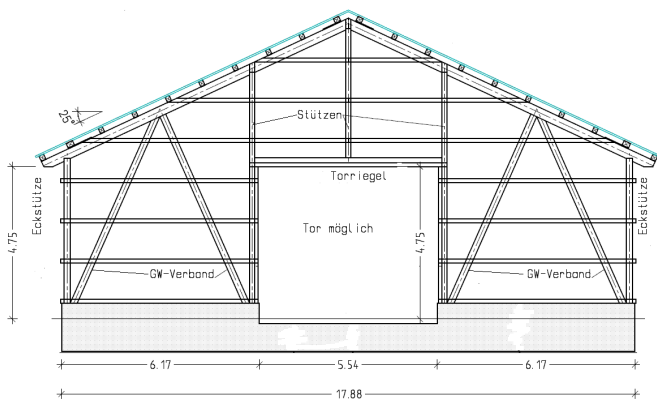 25°
Stützen
Torriegel
Tor möglich
Eckstütze
Eckstütze
4.75
4.75
GW-Verband
GW-Verband
6.17
5.54
6.17
17.88